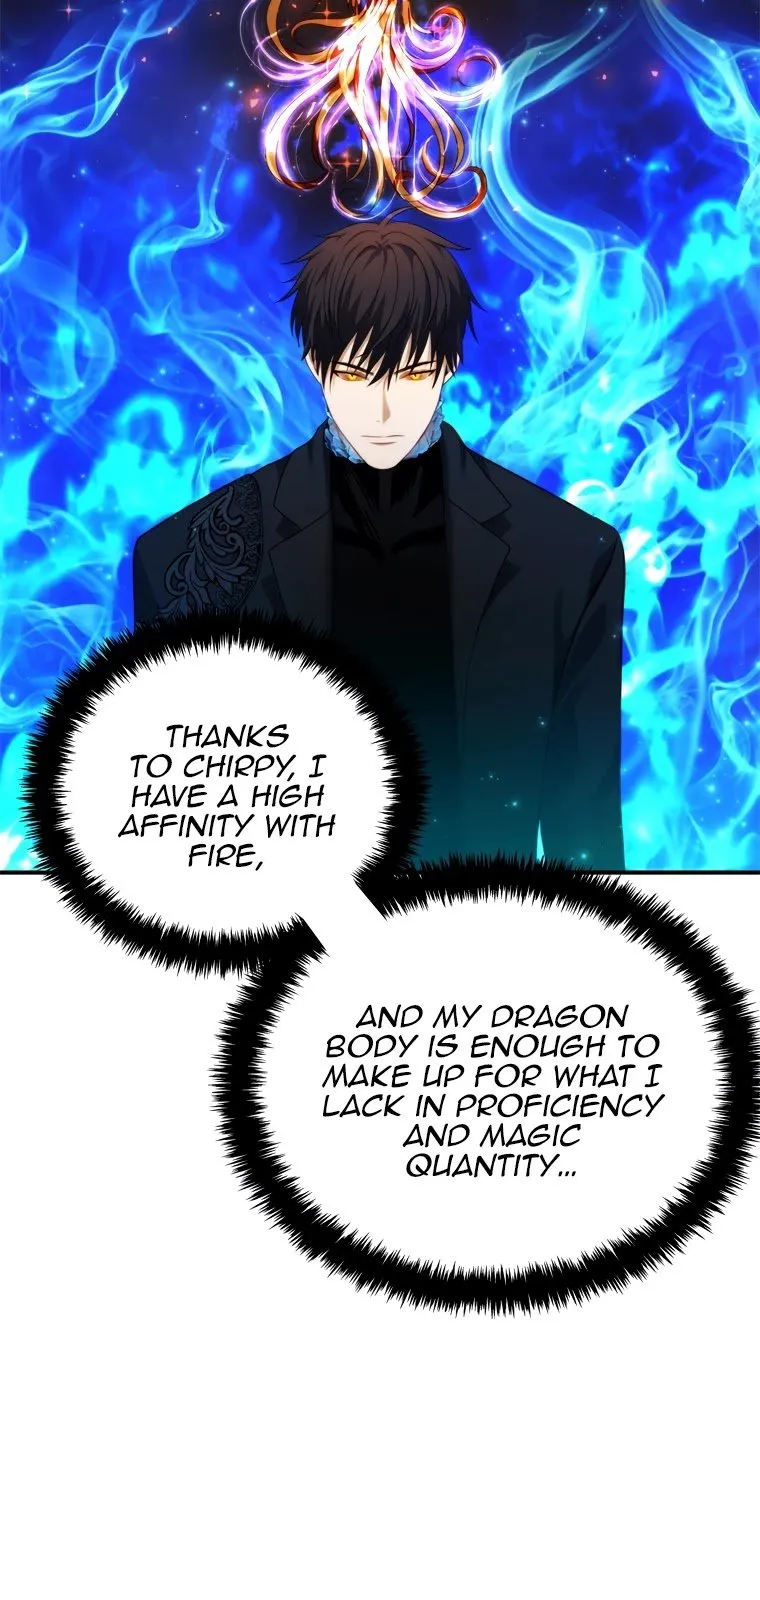 THANKS
TO CHIRPY, I
HAVE A HIGH
AFFINITY WITH
FIRE,
AND MY DRAGON
BODY IS ENOUGH TO
MAKE UP FOR WHAT I
LACK IN PROFICIENCY
AND MAGIC
QUANTITY...